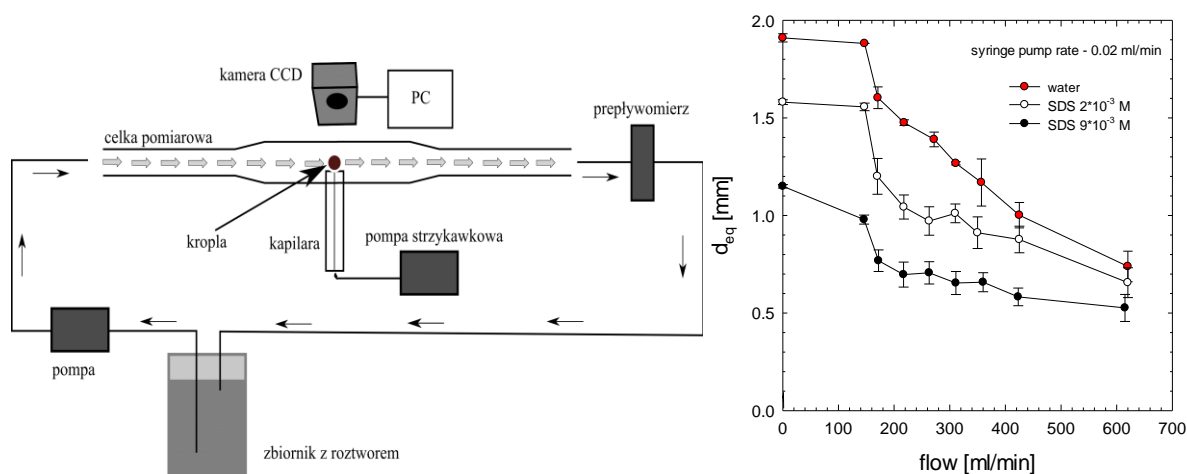 kamera CCD
PC
prepływomierz
celka pomiarowa
kropla
kapilara
pompa strzykawkowa
pompa
zbiornik z roztworem
syringe pump rate - 0.02 ml/min
water
SDS 2*10-3 M
SDS 9*10-3 M
2.0
1.5
1.0
0.5
0.0
deq [mm]
0 100 200 300 400 500 600 700
flow [ml/min]